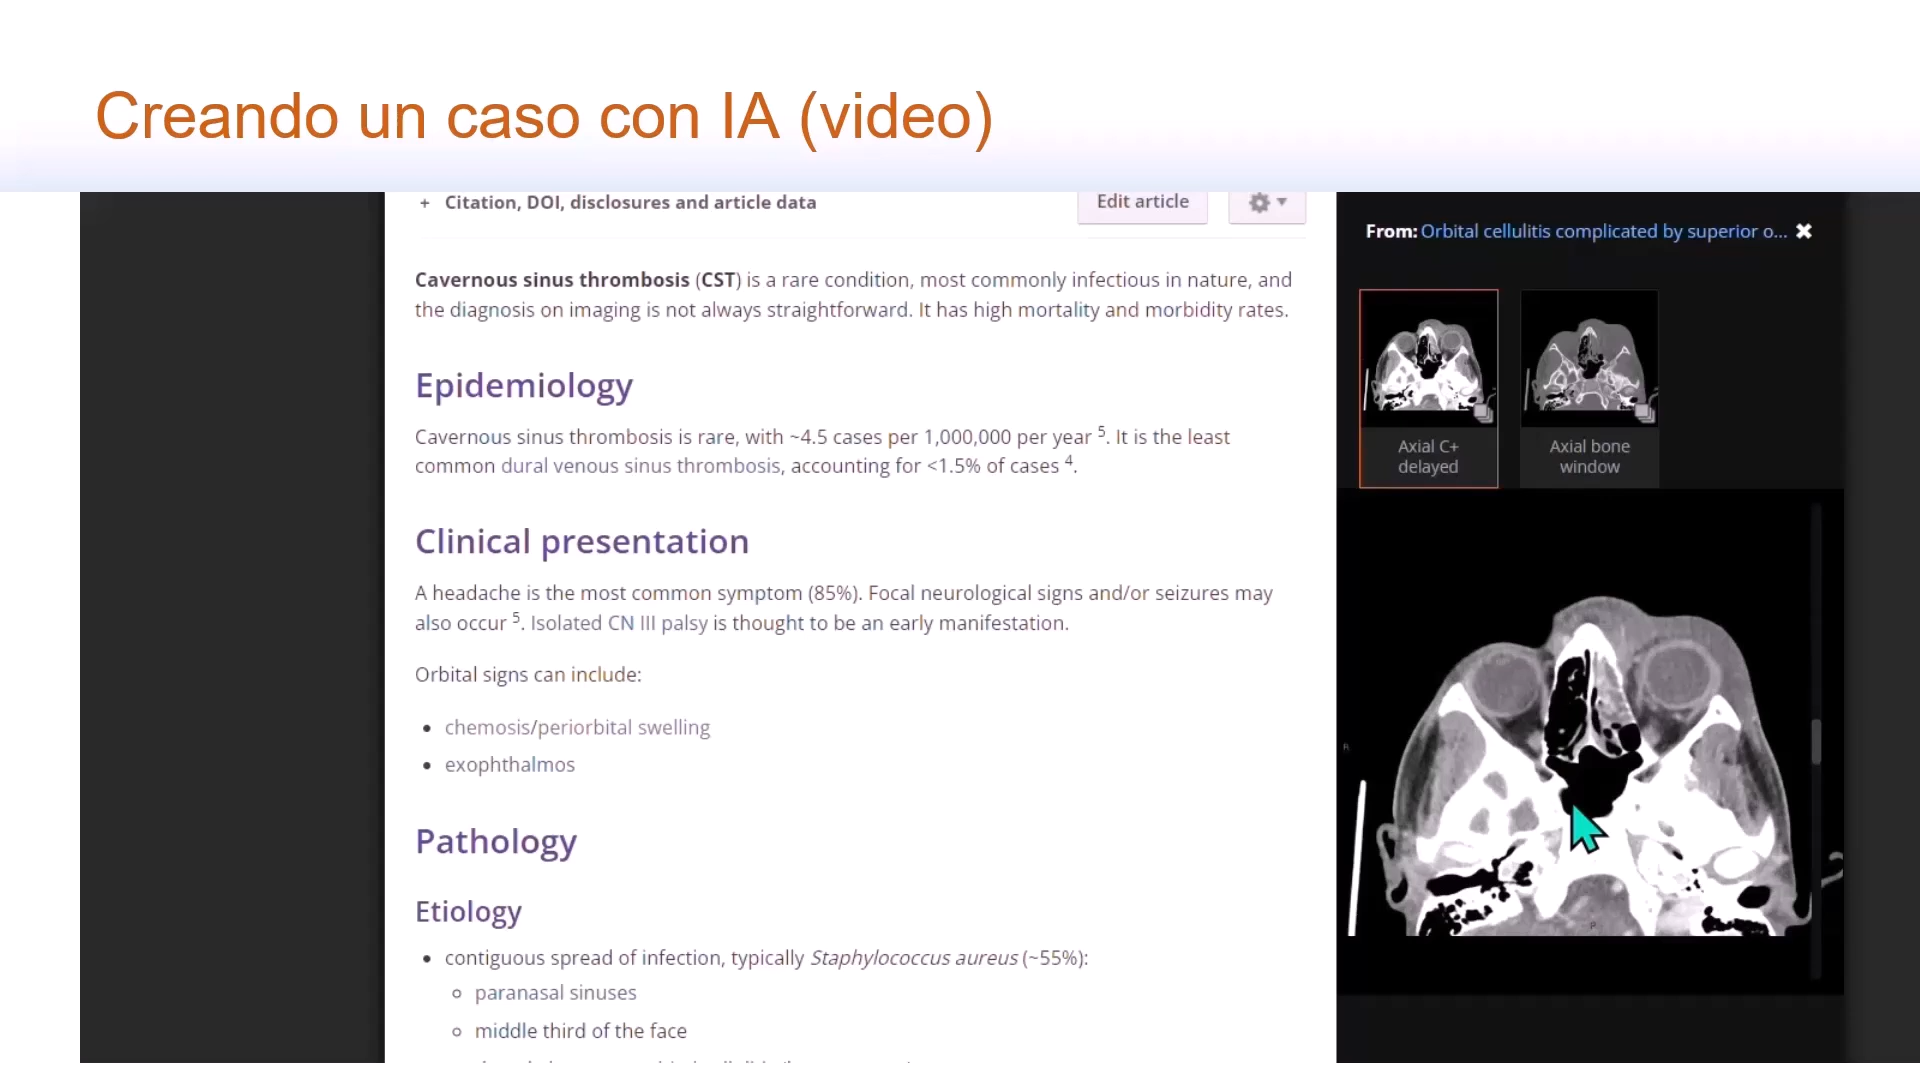 Creando un caso con IA (video)
+ Citation, DOI, disclosures and article data
Edit article
Cavernous sinus thrombosis (CST) is a rare condition, most commonly infectious in nature, and
the diagnosis on imaging is not always straightforward. It has high mortality and morbidity rates.
Epidemiology
Cavernous sinus thrombosis is rare, with ~4.5 cases per 1,000,000 per year 5. It is the least
common dural venous sinus thrombosis, accounting for <1.5% of cases 4.
Clinical presentation
A headache is the most common symptom (85%). Focal neurological signs and/or seizures may
also occur 5. Isolated CN III palsy is thought to be an early manifestation.
Orbital signs can include:
• chemosis/periorbital swelling
• exophthalmos
Pathology
Etiology
• contiguous spread of infection, typically Staphylococcus aureus (~55%):
paranasal sinuses
middle third of the face
From: Orbital cellulitis complicated by superior o... ✖
Axial C+
delayed
Axial bone
window
R
R